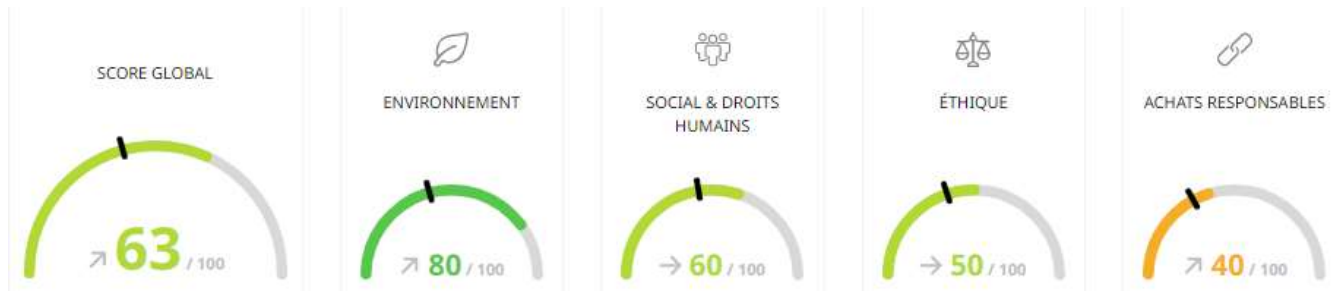 SCORE GLOBAL
63 / 100
ENVIRONNEMENT
80 / 100
SOCIAL & DROITS
HUMAINS
60 / 100
ÉTHIQUE
50 / 100
ACHATS RESPONSABLES
40 / 100